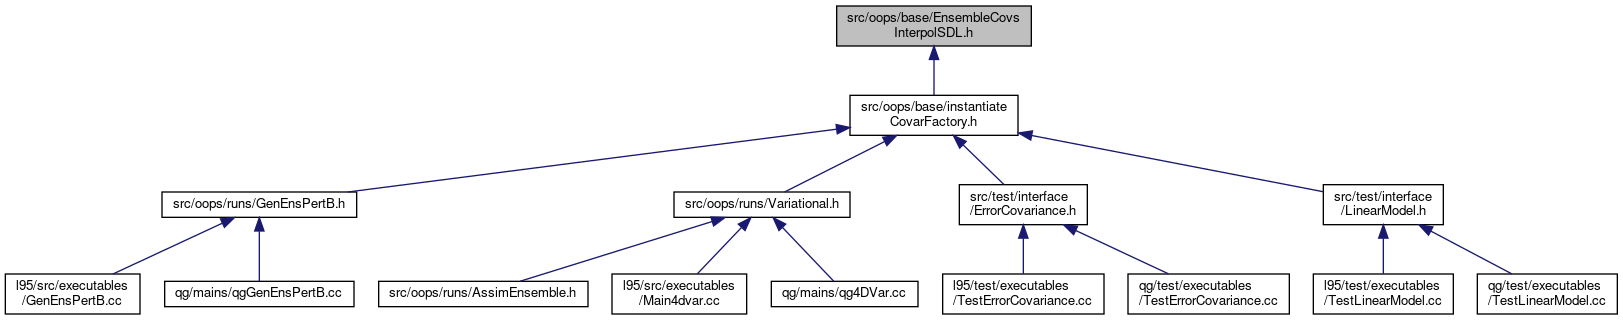 src/oops/base/EnsembleCovs
InterpolSDL.h
src/oops/base/instantiate
CovarFactory.h
src/oops/runs/GenEnsPertB.h
src/oops/runs/Variational.h
src/test/interface
/ErrorCovariance.h
src/test/interface
/LinearModel.h
l95/src/executables
/GenEnsPertB.cc
qg/mains/qgGenEnsPertB.cc
src/oops/runs/AssimEnsemble.h
l95/src/executables
/Main4dvar.cc
qg/mains/qg4DVar.cc
l95/test/executables
/TestErrorCovariance.cc
qg/test/executables
/TestErrorCovariance.cc
l95/test/executables
/TestLinearModel.cc
qg/test/executables
/TestLinearModel.cc